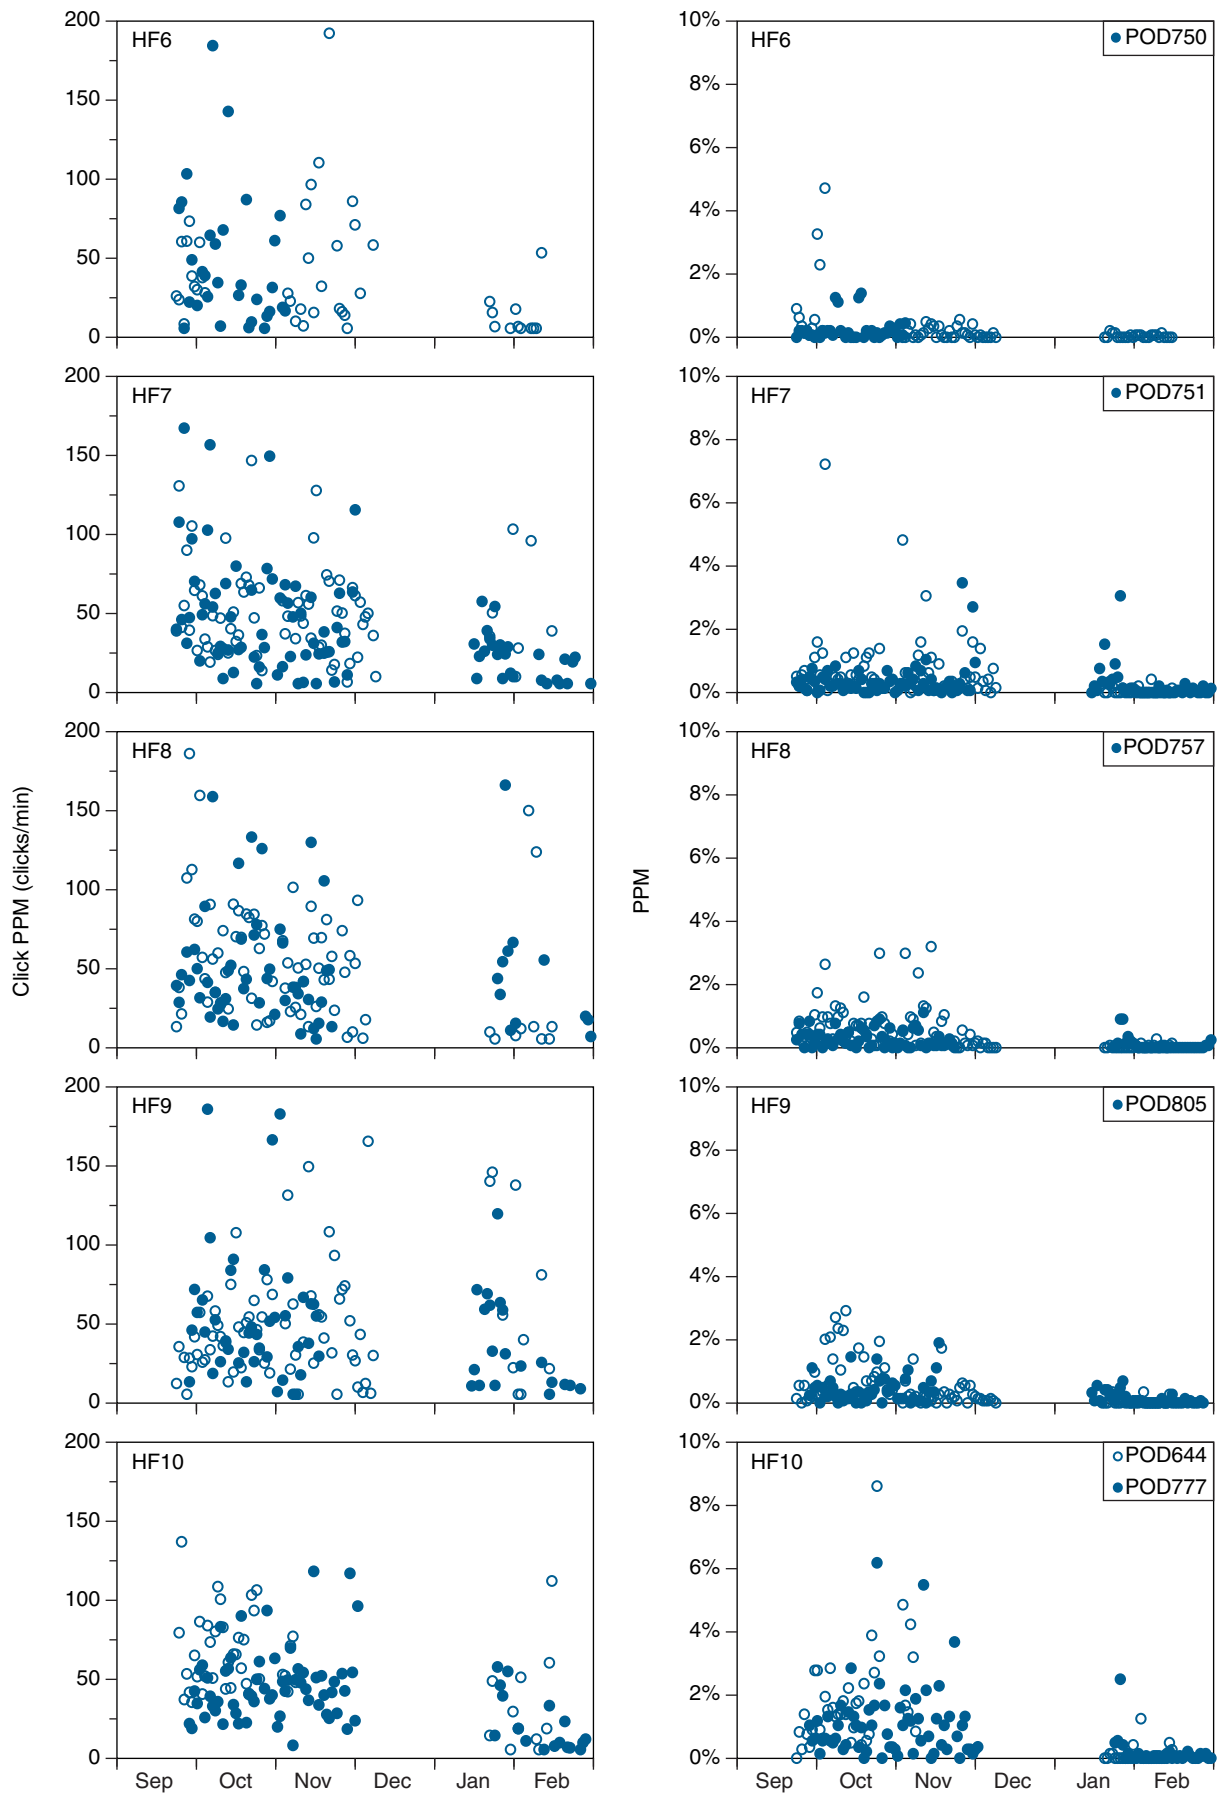 200
HF6
150
100
50
0
10%
HF6
POD750
8%
6%
4%
2%
0%
200
HF7
150
100
50
0
10%
HF7
POD751
8%
6%
4%
2%
0%
200
HF8
150
100
50
0
10%
HF8
POD757
8%
6%
4%
2%
0%
Click PPM (clicks/min)
PPM
200
HF9
150
100
50
0
10%
HF9
POD805
8%
6%
4%
2%
0%
200
HF10
150
100
50
0
Sep Oct Nov Dec Jan Feb
10%
HF10
POD644
POD777
8%
6%
4%
2%
0%
Sep Oct Nov Dec Jan Feb